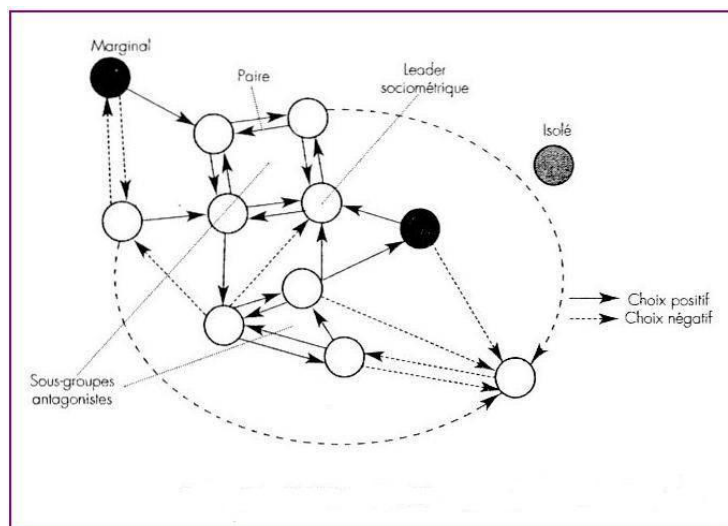 Marginal
Paire
Leader
sociométrique
Isolé
Choix positif
Choix négatif
Sous-groupes
antagonistes